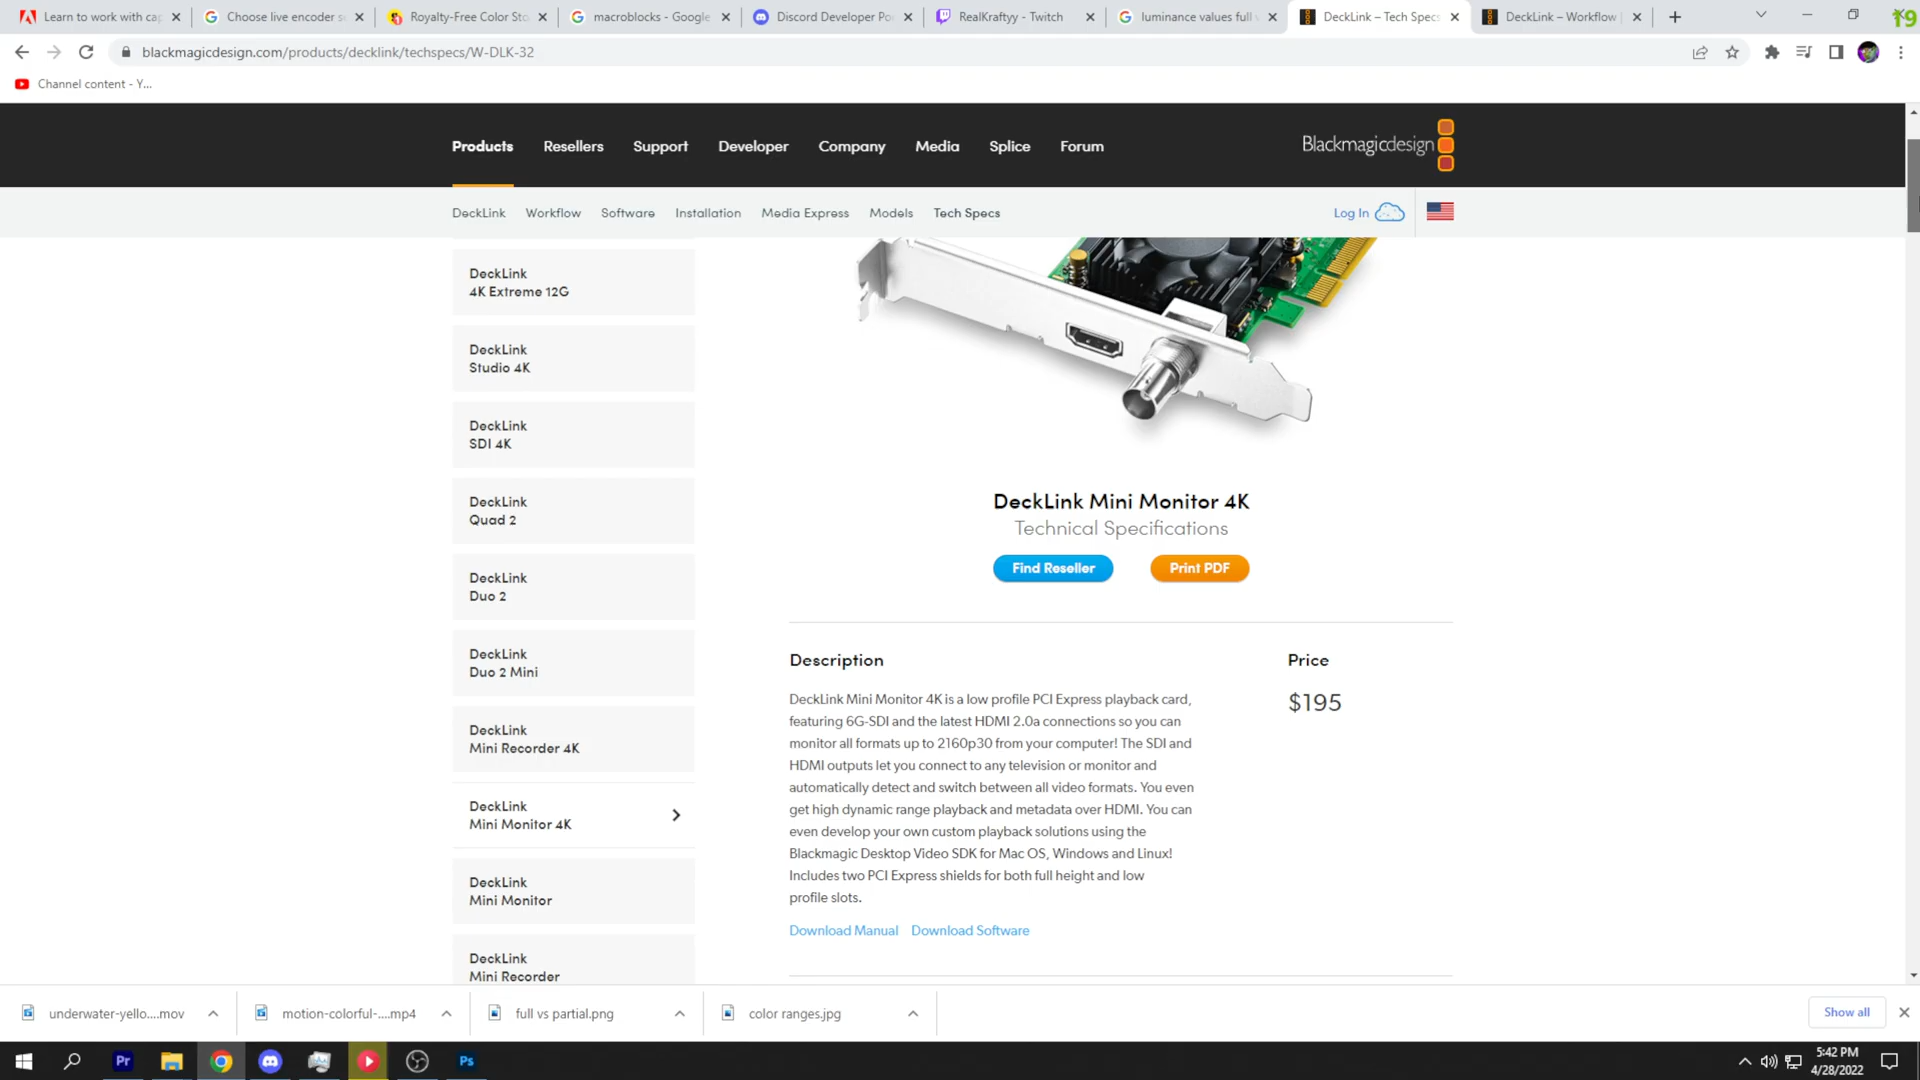 Learn to work with cap
Choose live encoder s
Royalty-Free Color Sto
macroblocks - Google
Discord Developer Po
RealKraftyy - Twitch
luminance values full
DeckLink – Tech Specs
DeckLink – Workflow
blackmagicdesign.com/products/decklink/techspecs/W-DLK-32
Channel content - Y...
Products
Resellers
Support
Developer
Company
Media
Splice
Forum
Blackmagicdesign
DeckLink
Workflow
Software
Installation
Media Express
Models
Tech Specs
Log In
DeckLink
4K Extreme 12G
DeckLink
Studio 4K
DeckLink
SDI 4K
DeckLink
Quad 2
DeckLink
Duo 2
DeckLink
Duo 2 Mini
DeckLink
Mini Recorder 4K
DeckLink
Mini Monitor 4K
DeckLink
Mini Monitor
DeckLink
Mini Recorder
DeckLink Mini Monitor 4K
Technical Specifications
Find Reseller
Print PDF
Description
Price
$195
DeckLink Mini Monitor 4K is a low profile PCI Express playback card,
featuring 6G-SDI and the latest HDMI 2.0a connections so you can
monitor all formats up to 2160p30 from your computer! The SDI and
HDMI outputs let you connect to any television or monitor and
automatically detect and switch between all video formats. You even
get high dynamic range playback and metadata over HDMI. You can
even develop your own custom playback solutions using the
Blackmagic Desktop Video SDK for Mac OS, Windows and Linux!
Includes two PCI Express shields for both full height and low
profile slots.
Download Manual
Download Software
underwater-yello....mov
motion-colorful-....mp4
full vs partial.png
color ranges.jpg
Show all
Pr
Ps
5:42 PM
4/28/2022